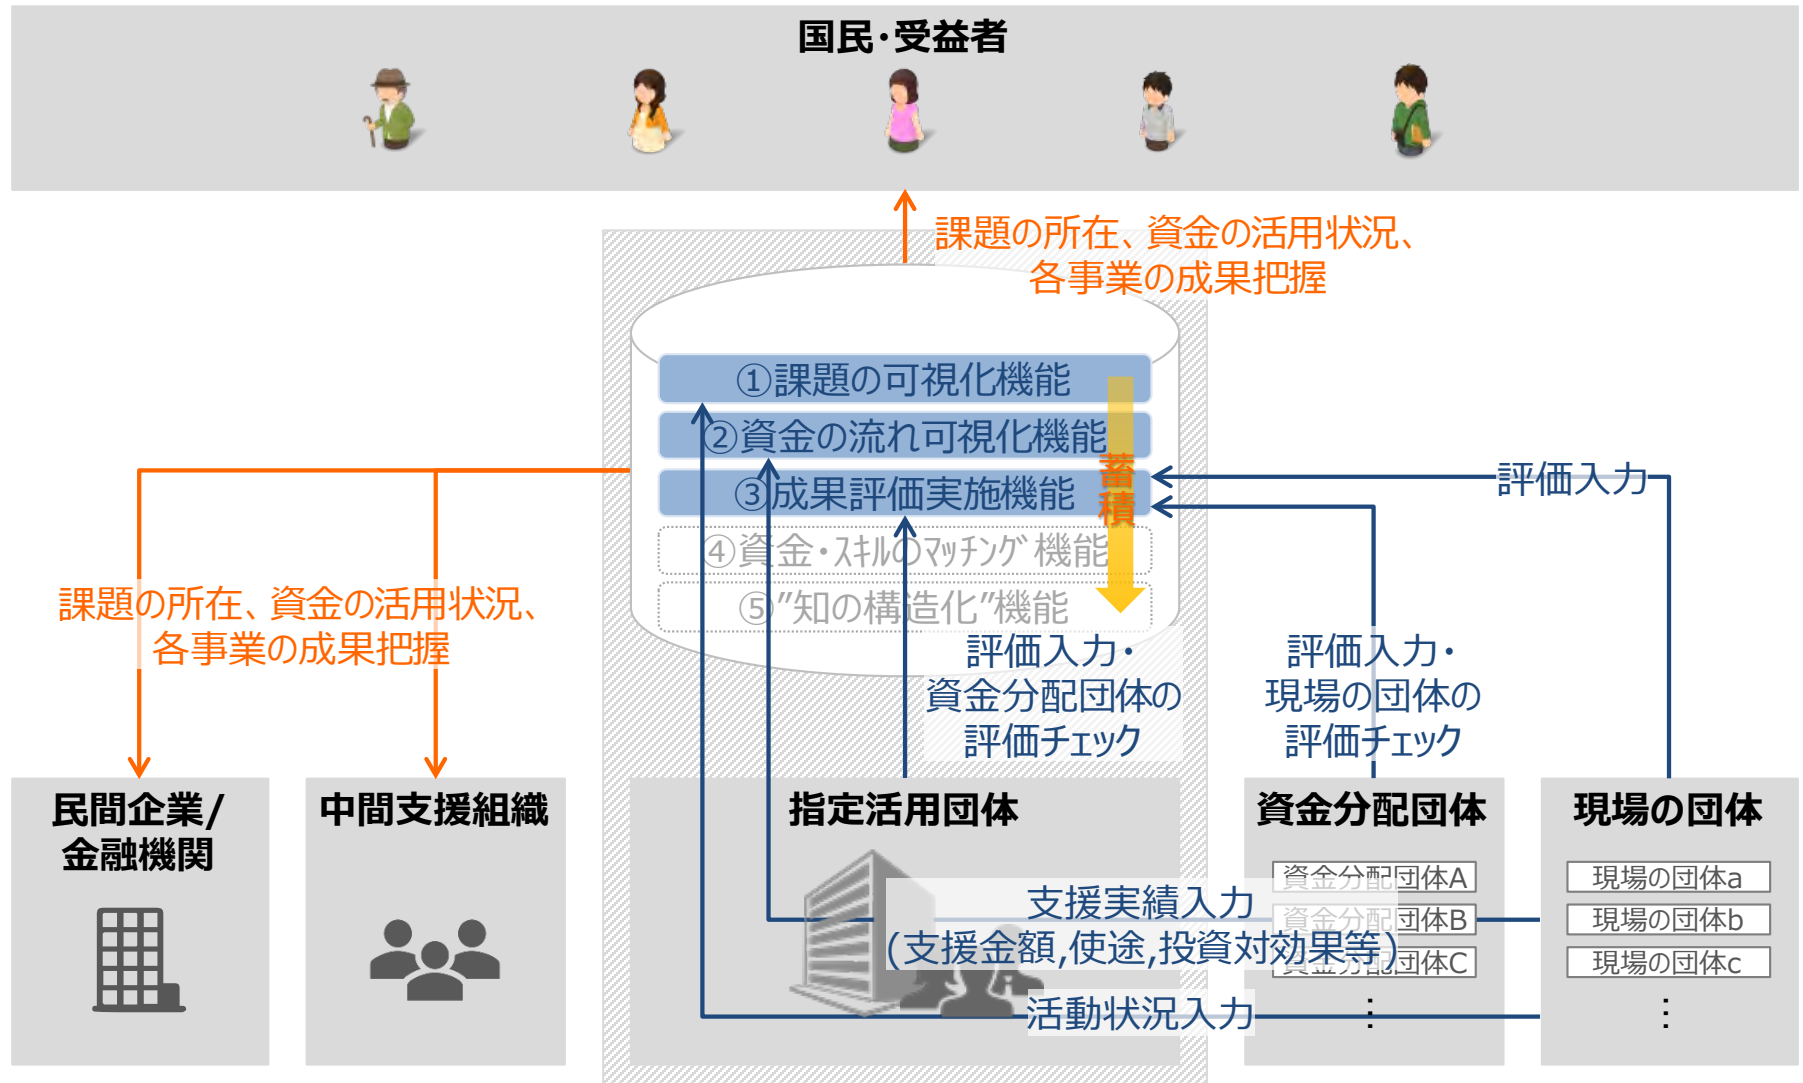 国民・受益者
課題の所在、資金の活用状況、
各事業の成果把握
①課題の可視化機能
②資金の流れ可視化機能
③成果評価実施機能
④資金・スキルのマッチング機能
⑤”知の構造化”機能
蓄積
評価入力
課題の所在、資金の活用状況、
各事業の成果把握
評価入力・
資金分配団体の
評価チェック
評価入力・
現場の団体の
評価チェック
民間企業/
金融機関
中間支援組織
指定活用団体
資金分配団体
現場の団体
資金分配団体A
資金分配団体B
資金分配団体C
⋮
現場の団体a
現場の団体b
現場の団体c
⋮
支援実績入力
(支援金額,使途,投資対効果等)
活動状況入力